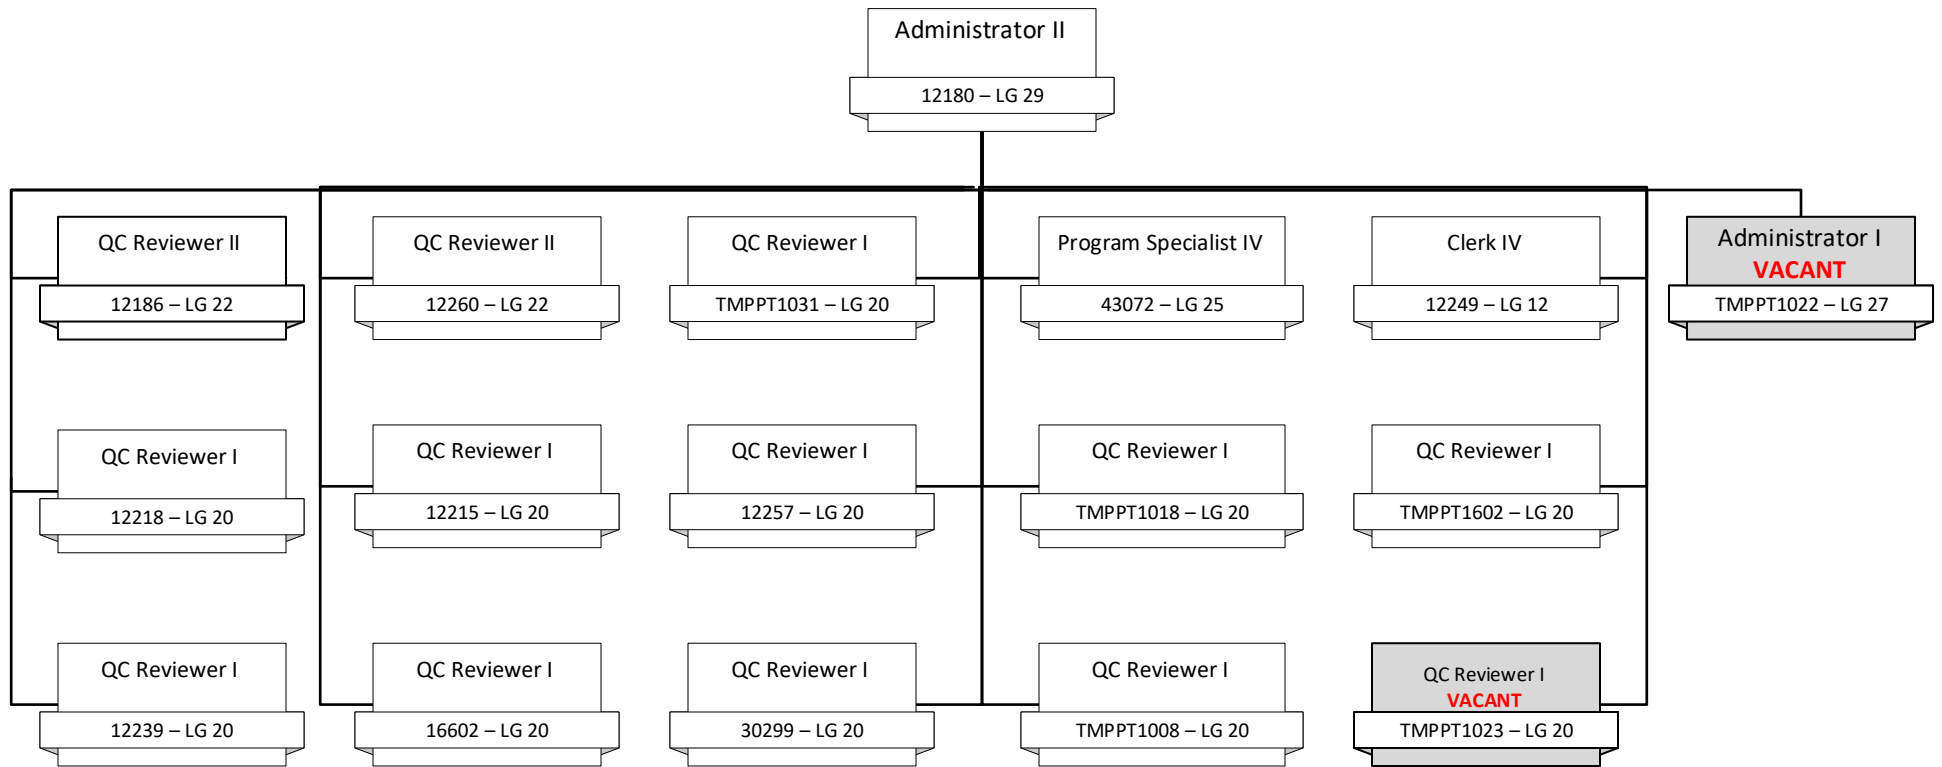 Administrator II
12180 – LG 29
QC Reviewer II
12186 – LG 22
QC Reviewer II
12260 – LG 22
QC Reviewer I
TMPPT1031 – LG 20
Program Specialist IV
43072 – LG 25
Clerk IV
12249 – LG 12
Administrator I
VACANT
TMPPT1022 – LG 27
QC Reviewer I
12218 – LG 20
QC Reviewer I
12215 – LG 20
QC Reviewer I
12257 – LG 20
QC Reviewer I
TMPPT1018 – LG 20
QC Reviewer I
TMPPT1602 – LG 20
QC Reviewer I
12239 – LG 20
QC Reviewer I
16602 – LG 20
QC Reviewer I
30299 – LG 20
QC Reviewer I
TMPPT1008 – LG 20
QC Reviewer I
VACANT
TMPPT1023 – LG 20